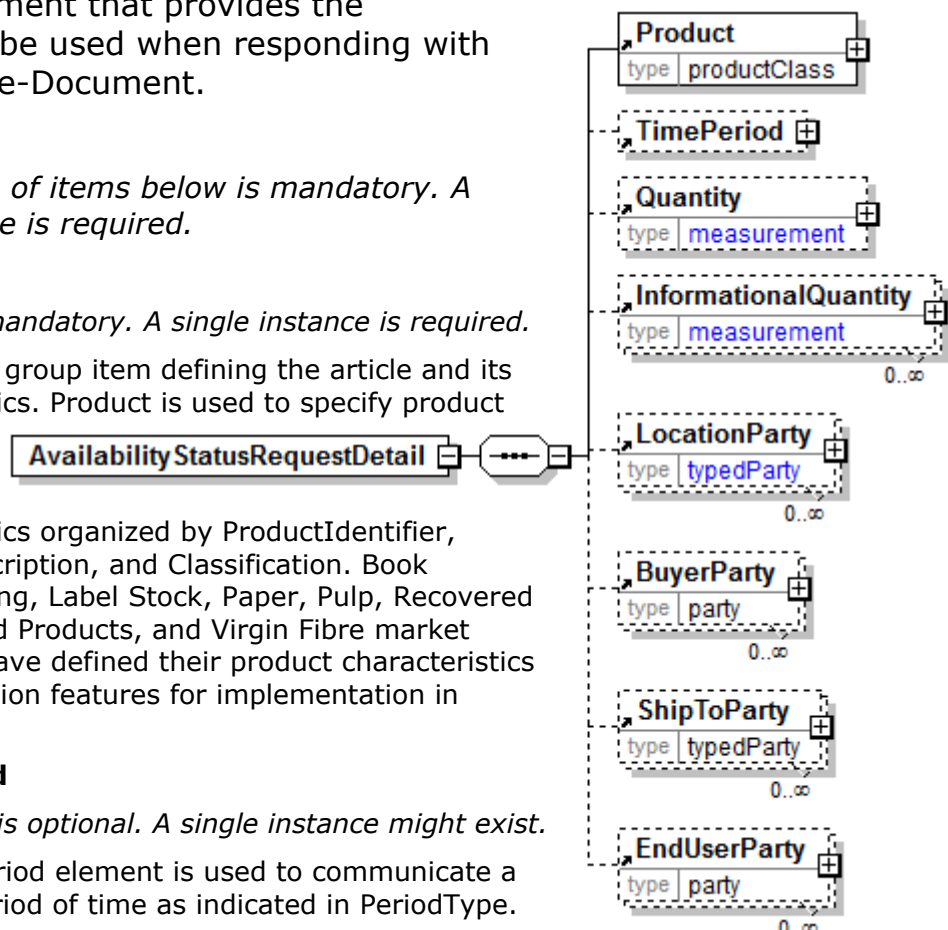 ment that provides the
be used when responding with
e-Document.
of items below is mandatory. A
e is required.
mandatory. A single instance is required.
group item defining the article and its
ics. Product is used to specify product
ics organized by ProductIdentifier,
cription, and Classification. Book
ng, Label Stock, Paper, Pulp, Recovered
d Products, and Virgin Fibre market
ave defined their product characteristics
ion features for implementation in
d
is optional. A single instance might exist.
riod element is used to communicate a
riod of time as indicated in PeriodType.
AvailabilityStatusRequestDetail
Product
type productClass
TimePeriod
Quantity
type measurement
InformationalQuantity
type measurement
0..∞
LocationParty
type typedParty
0..∞
BuyerParty
type party
0..∞
ShipToParty
type typedParty
0..∞
EndUserParty
type party
0..∞